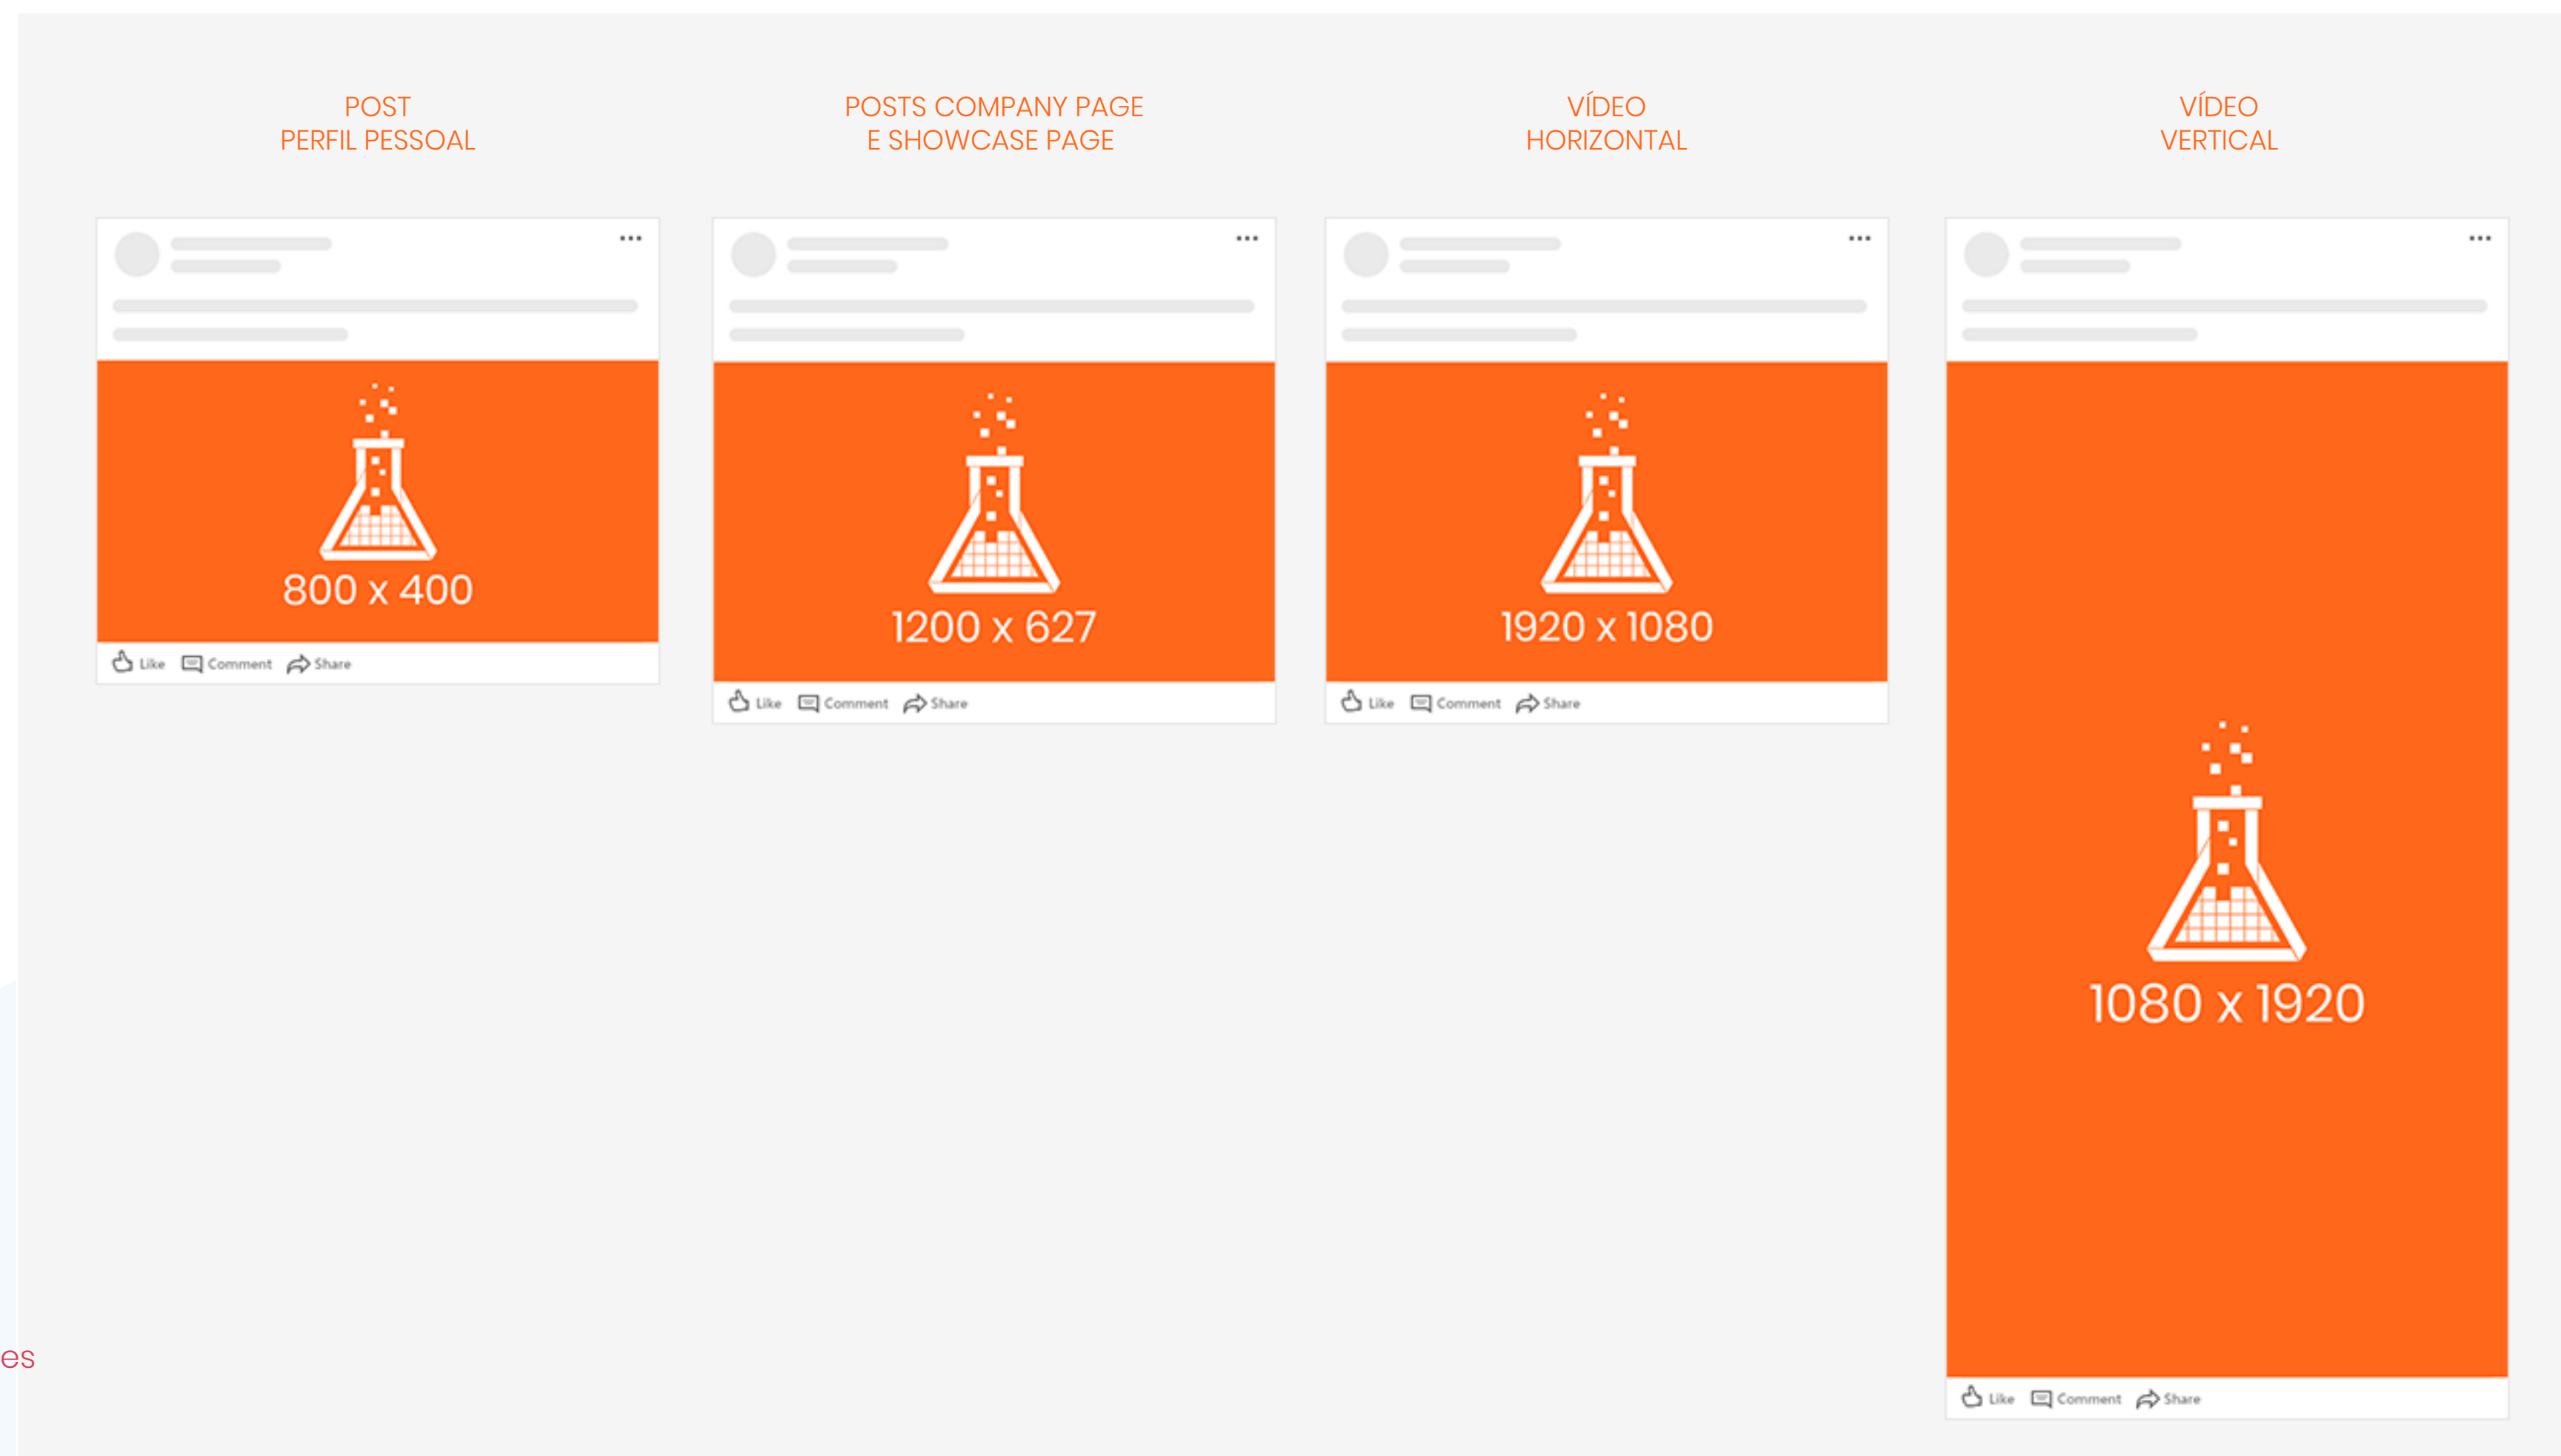 POST
PERFIL PESSOAL
800 x 400
Like Comment Share
POSTS COMPANY PAGE
E SHOWCASE PAGE
1200 x 627
Like Comment Share
VÍDEO
HORIZONTAL
1920 x 1080
Like Comment Share
VÍDEO
VERTICAL
1080 x 1920
Like Comment Share
es